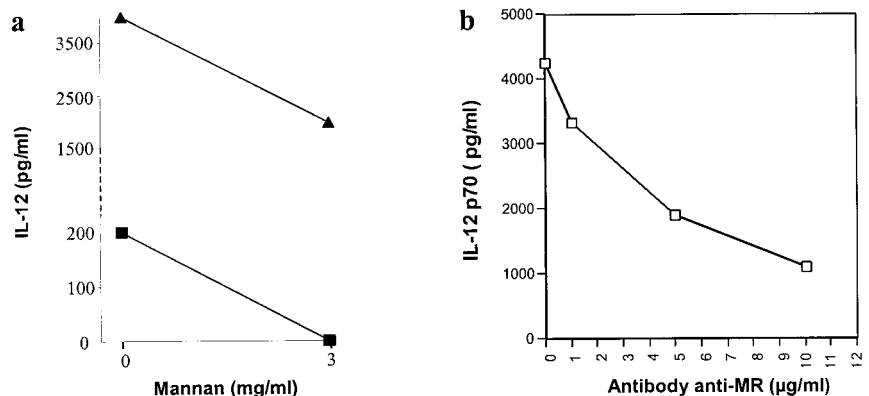 a
IL-12 (pg/ml)
3500
2500
1500
200
100
0
0 3
Mannan (mg/ml)
b
IL-12 p70 ( pg/ml)
5000
4000
3000
2000
1000
0
0 1 2 3 4 5 6 7 8 9 10 11 12
Antibody anti-MR (µg/ml)